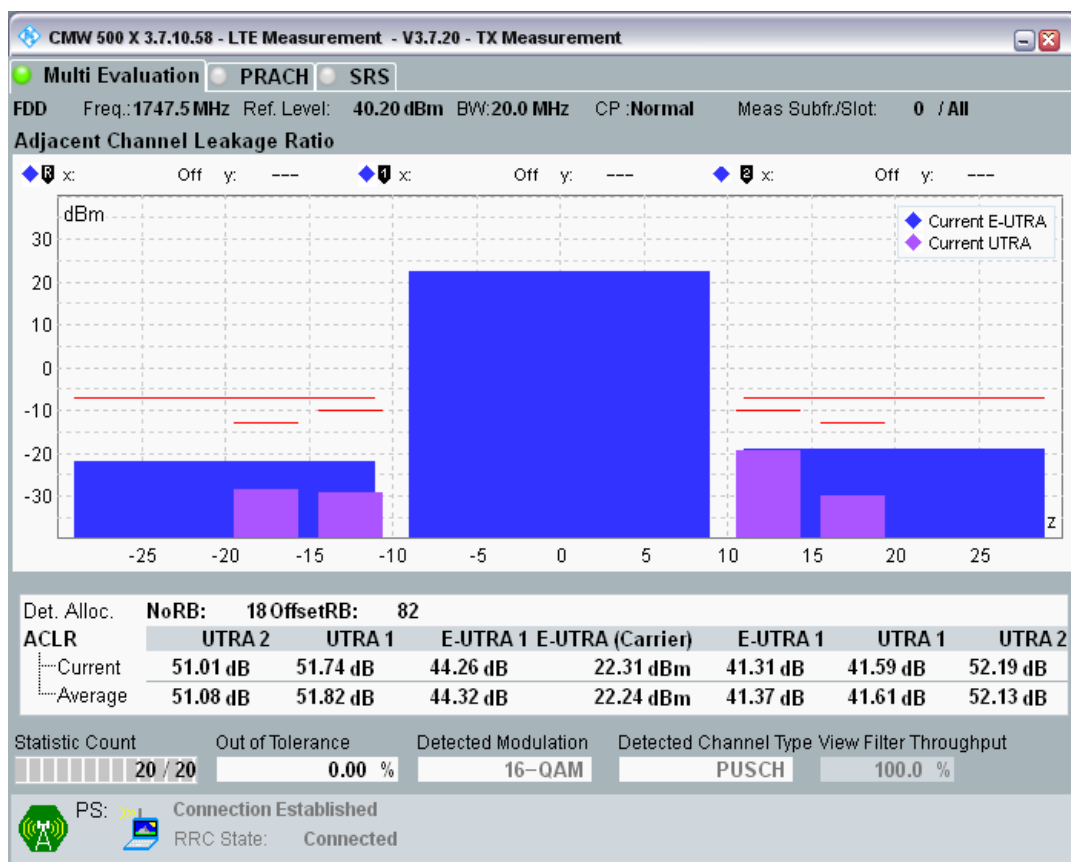 CMW 500 X 3.7.10.58 - LTE Measurement - V3.7.20 - TX Measurement
Multi Evaluation PRACH SRS
FDD Freq.: 1747.5 MHz Ref. Level: 40.20 dBm BW: 20.0 MHz CP : Normal Meas Subfr./Slot: 0 / All
Adjacent Channel Leakage Ratio
R x: Off y: --- 1 x: Off y: --- 2 x: Off y: ---
dBm
Current E-UTRA
Current UTRA
30
20
10
0
-10
-20
-30
z
-25 -20 -15 -10 -5 0 5 10 15 20 25
Det. Alloc. NoRB: 18 OffsetRB: 82
ACLR UTRA 2 UTRA 1 E-UTRA 1 E-UTRA (Carrier) E-UTRA 1 UTRA 1 UTRA 2
Current 51.01 dB 51.74 dB 44.26 dB 22.31 dBm 41.31 dB 41.59 dB 52.19 dB
Average 51.08 dB 51.82 dB 44.32 dB 22.24 dBm 41.37 dB 41.61 dB 52.13 dB
Statistic Count Out of Tolerance Detected Modulation Detected Channel Type View Filter Throughput
20 / 20 0.00 % 16-QAM PUSCH 100.0 %
PS: Connection Established
RRC State: Connected